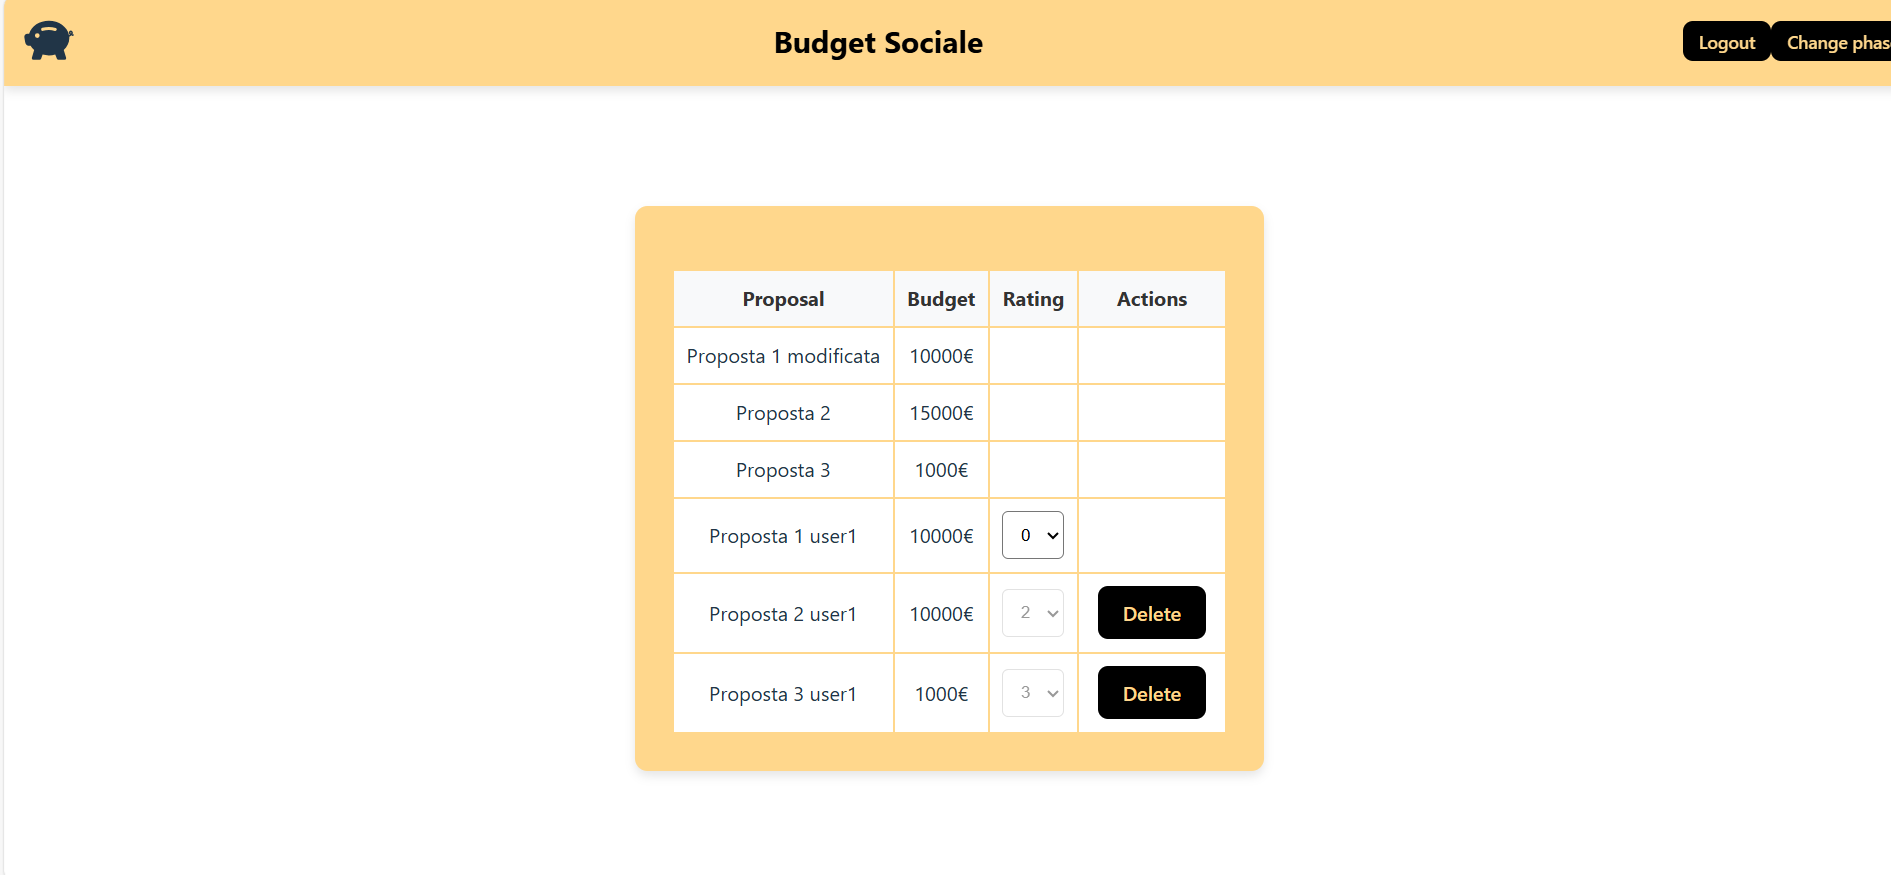 Budget Sociale
Logout
Change phas
Proposal Budget Rating Actions
Proposta 1 modificata 10000€
Proposta 2 15000€
Proposta 3 1000€
Proposta 1 user1 10000€ 0
Proposta 2 user1 10000€ 2 Delete
Proposta 3 user1 1000€ 3 Delete